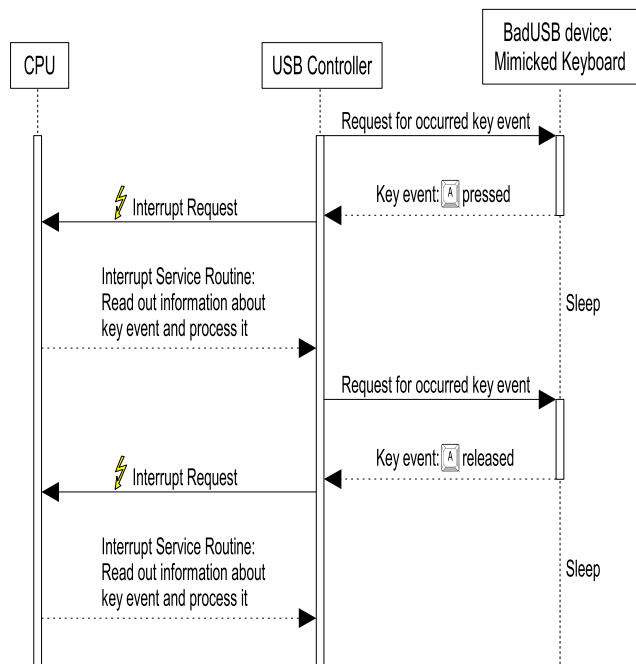 CPU
USB Controller
BadUSB device:
Mimicked Keyboard
Request for occurred key event
Key event: A pressed
Interrupt Request
Interrupt Service Routine:
Read out information about
key event and process it
Sleep
Request for occurred key event
Key event: A released
Interrupt Request
Interrupt Service Routine:
Read out information about
key event and process it
Sleep